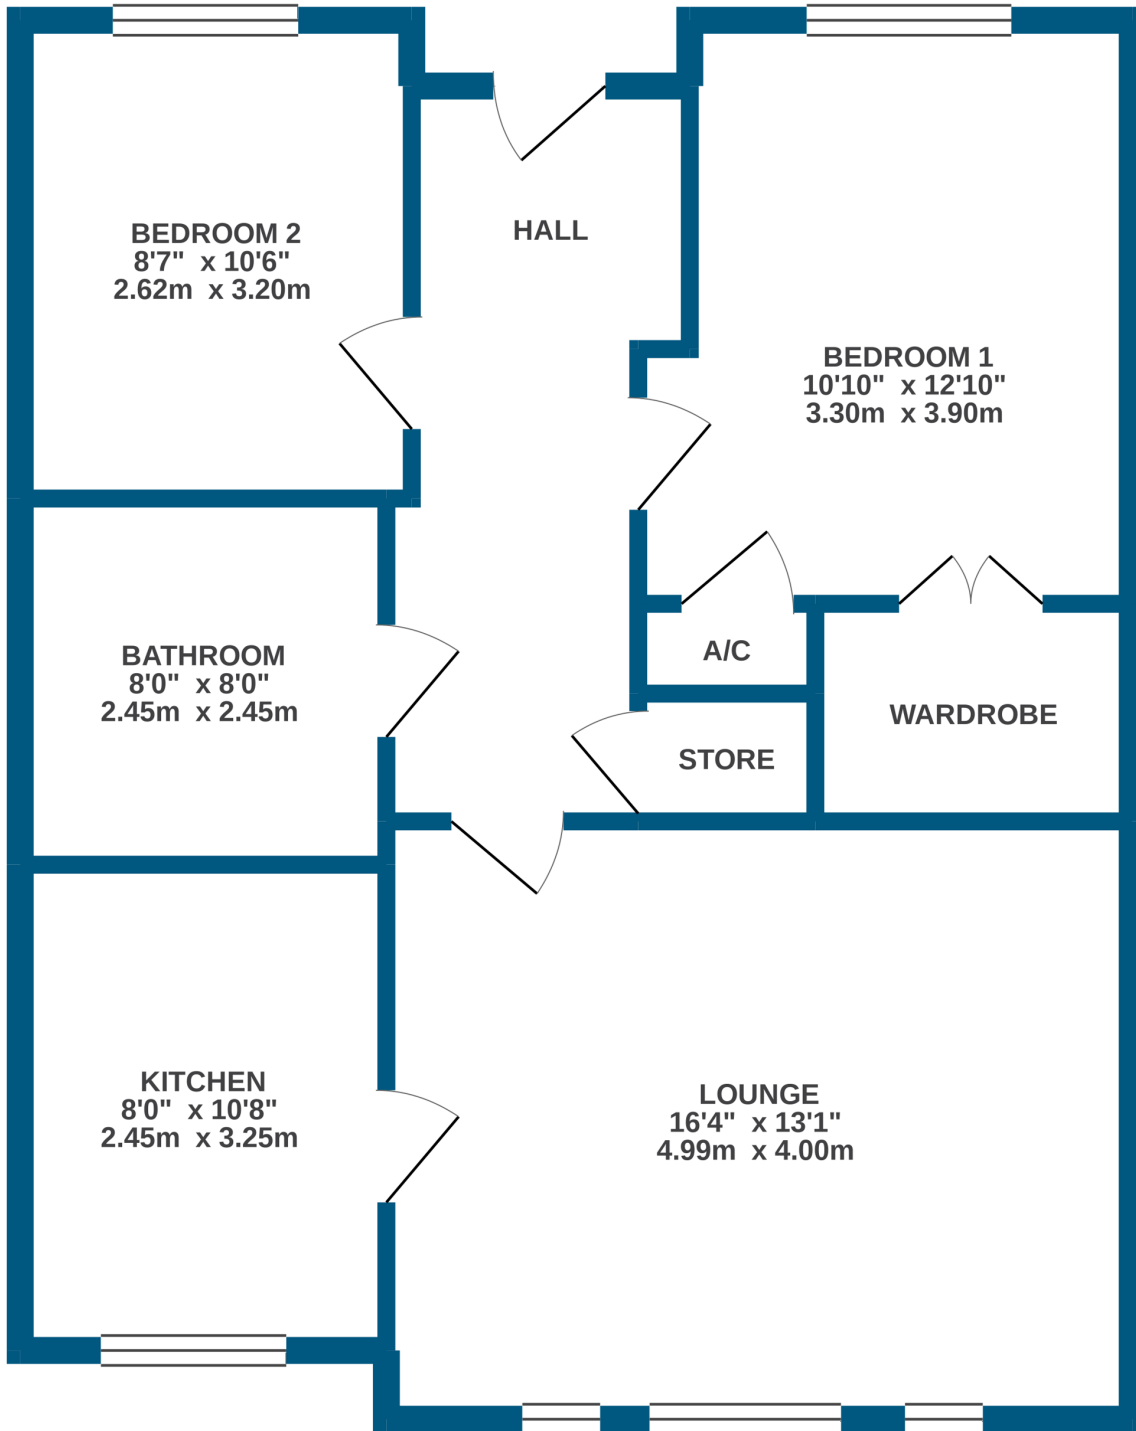 HALL
BEDROOM 2
8'7" x 10'6"
2.62m x 3.20m
BEDROOM 1
10'10" x 12'10"
3.30m x 3.90m
BATHROOM
8'0" x 8'0"
2.45m x 2.45m
A/C
WARDROBE
STORE
KITCHEN
8'0" x 10'8"
2.45m x 3.25m
LOUNGE
16'4" x 13'1"
4.99m x 4.00m